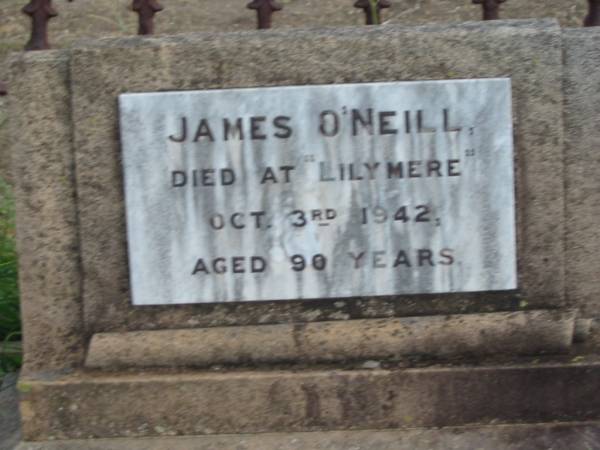 JAMES O'NEILL,
DIED AT "LILYMERE"
OCT. 3RD 1942,
AGED 90 YEARS.